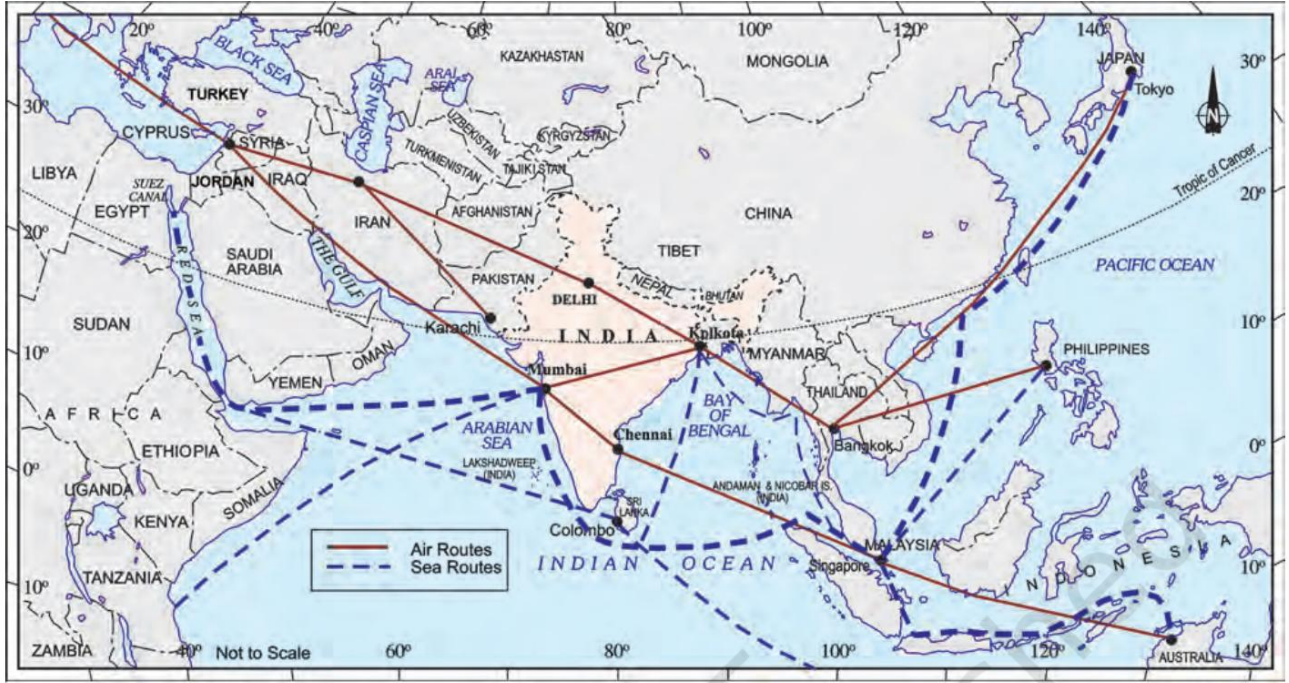 20º
40º
60º
80º
100º
120º
140º
JAPAN
Tokyo
BLACK SEA
KAZAKHASTAN
MONGOLIA
30º
30º
ARAL
SEA
CASPIAN SEA
TURKEY
N
UZBEKISTAN
KYRGYZSTAN
CYPRUS
SYRIA
TURKMENISTAN
TAJIKISTAN
Tropic of Cancer
LIBYA
SUEZ
CANAL
JORDAN
IRAQ
20º
EGYPT
IRAN
AFGHANISTAN
CHINA
20º
SAUDI
ARABIA
THE GULF
TIBET
PACIFIC OCEAN
RED SEA
PAKISTAN
NEPAL
BHUTAN
DELHI
SUDAN
Karachi
INDIA
Kolkota
10º
10º
OMAN
MYANMAR
PHILIPPINES
YEMEN
Mumbai
THAILAND
AFRICA
BAY
OF
BENGAL
ARABIAN
SEA
Chennai
Bangkok
0º
ETHIOPIA
0º
LAKSHADWEEP
(INDIA)
ANDAMAN & NICOBAR IS.
(INDIA)
UGANDA
SOMALIA
SRI
LANKA
KENYA
Colombo
MALAYSIA
Air Routes
Sea Routes
INDIAN OCEAN
Singapore
INDONESIA
10º
TANZANIA
10º
ZAMBIA
40º
Not to Scale
60º
80º
100º
120º
AUSTRALIA
140º